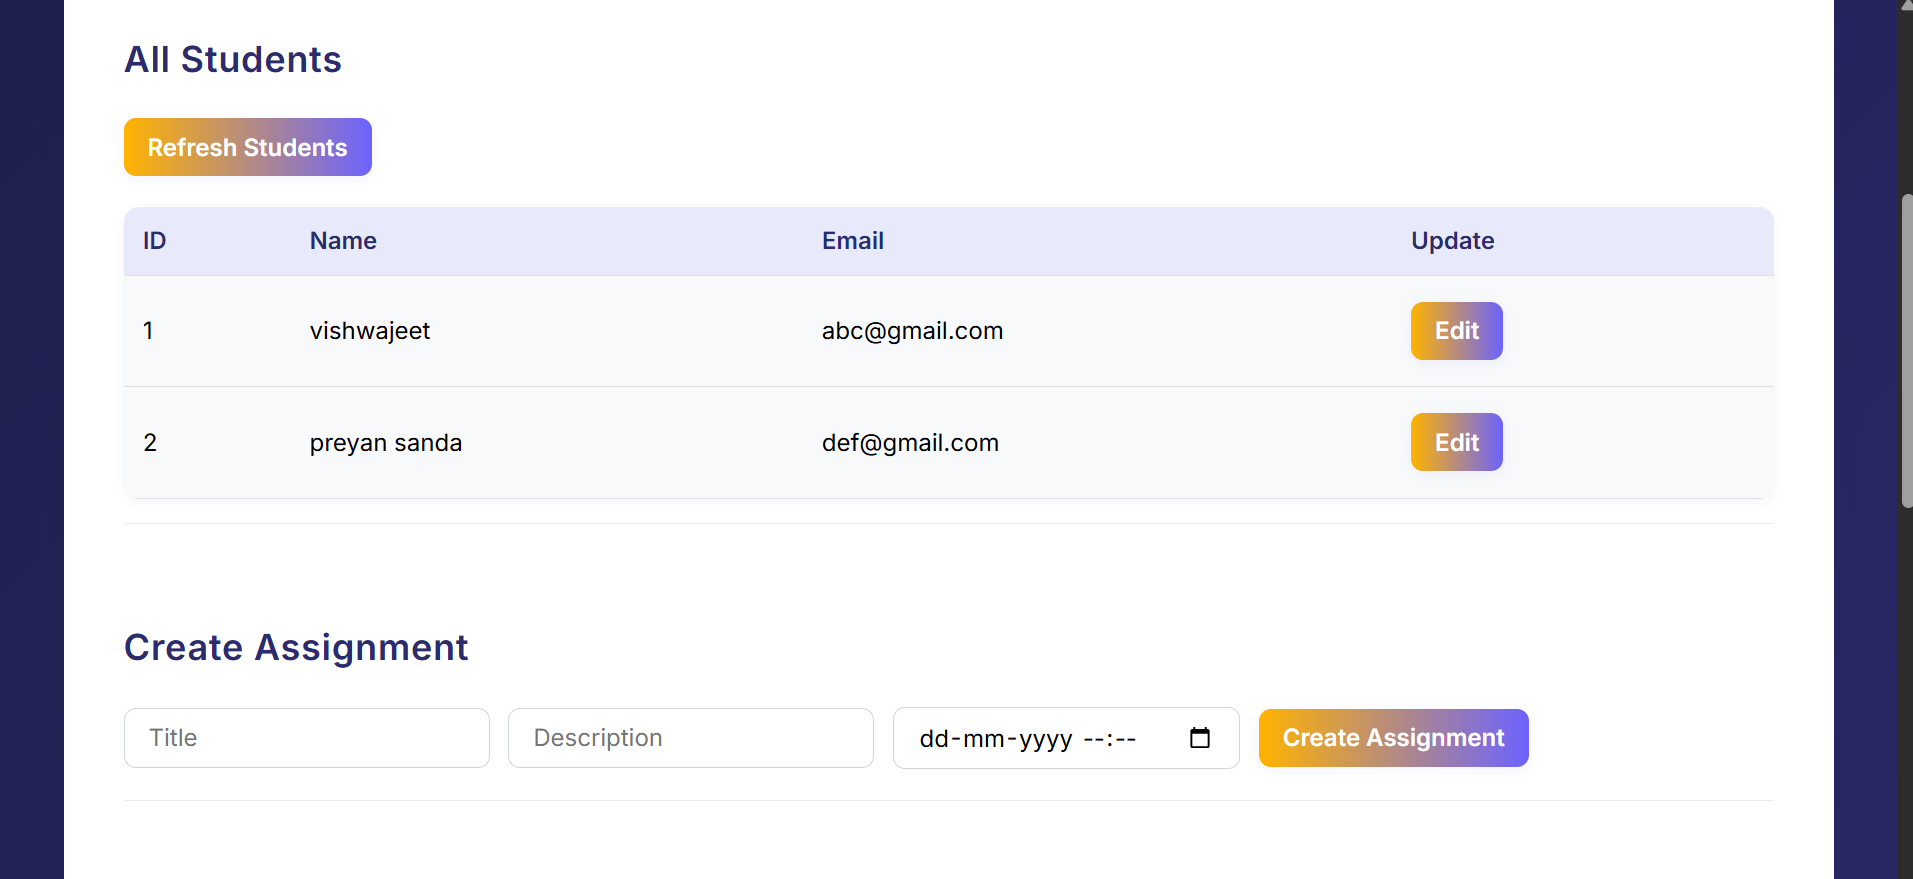 All Students
Refresh Students
ID Name Email Update
1 vishwajeet abc@gmail.com Edit
2 preyan sanda def@gmail.com Edit
Create Assignment
Title Description dd-mm-yyyy --:-- Create Assignment